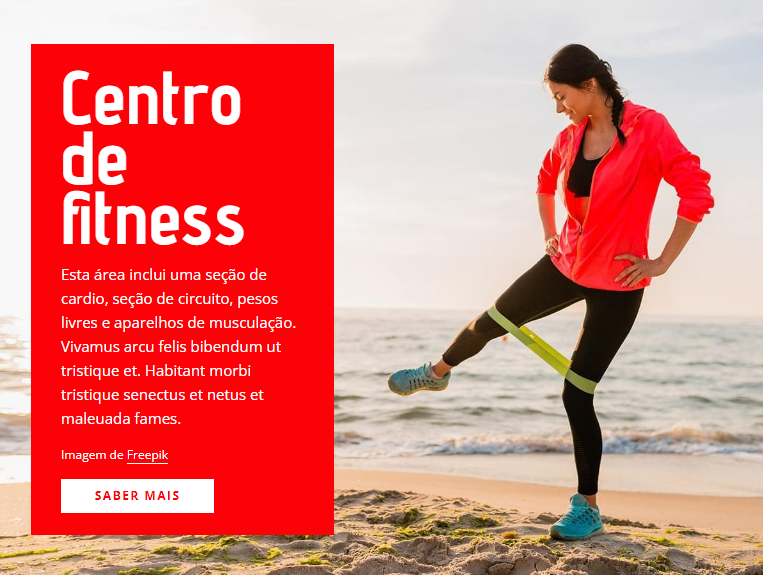 Centro
de
fitness
Esta área inclui uma seção de
cardio, seção de circuito, pesos
livres e aparelhos de musculação.
Vivamus arcu felis bibendum ut
tristique et. Habitant morbi
tristique senectus et netus et
maleuada fames.
Imagem de Freepik
SABER MAIS